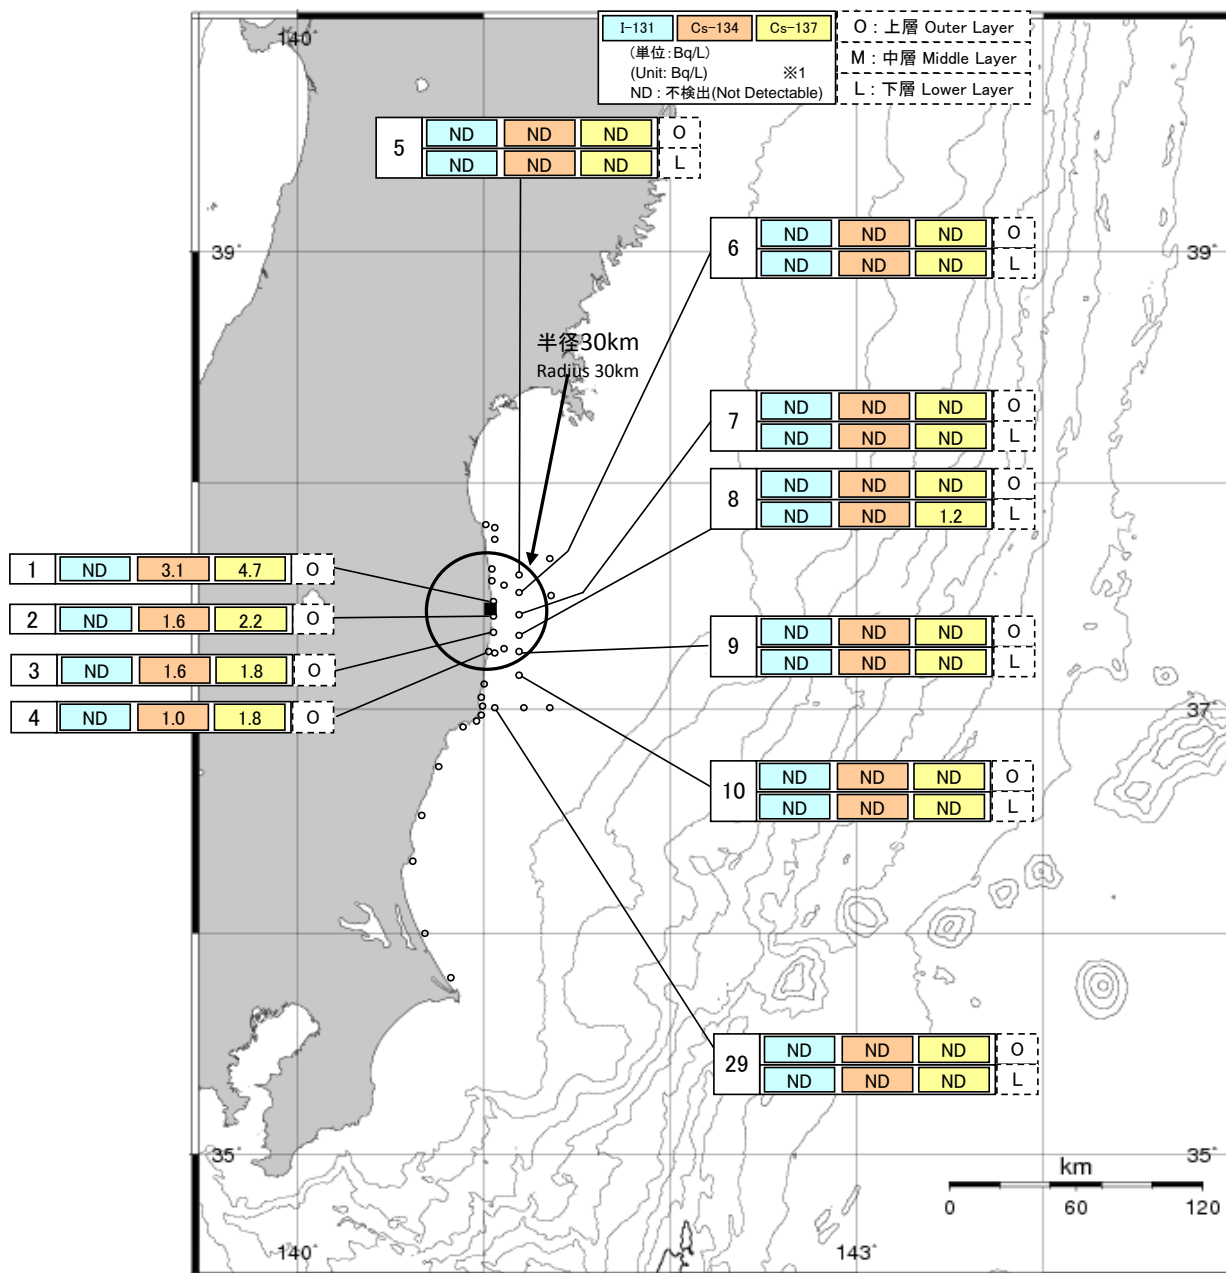 140°
I-131 Cs-134 Cs-137
(単位:Bq/L)
(Unit: Bq/L) ※1
ND : 不検出(Not Detectable)
O : 上層 Outer Layer
M : 中層 Middle Layer
L : 下層 Lower Layer
5
ND ND ND O
ND ND ND L
6
ND ND ND O
ND ND ND L
39°
39°
半径30km
Radius 30km
7
ND ND ND O
ND ND ND L
8
ND ND ND O
ND ND 1.2 L
1 ND 3.1 4.7 O
2 ND 1.6 2.2 O
3 ND 1.6 1.8 O
4 ND 1.0 1.8 O
9
ND ND ND O
ND ND ND L
37°
10
ND ND ND O
ND ND ND L
29
ND ND ND O
ND ND ND L
35°
35°
km
0 60 120
140°
143°